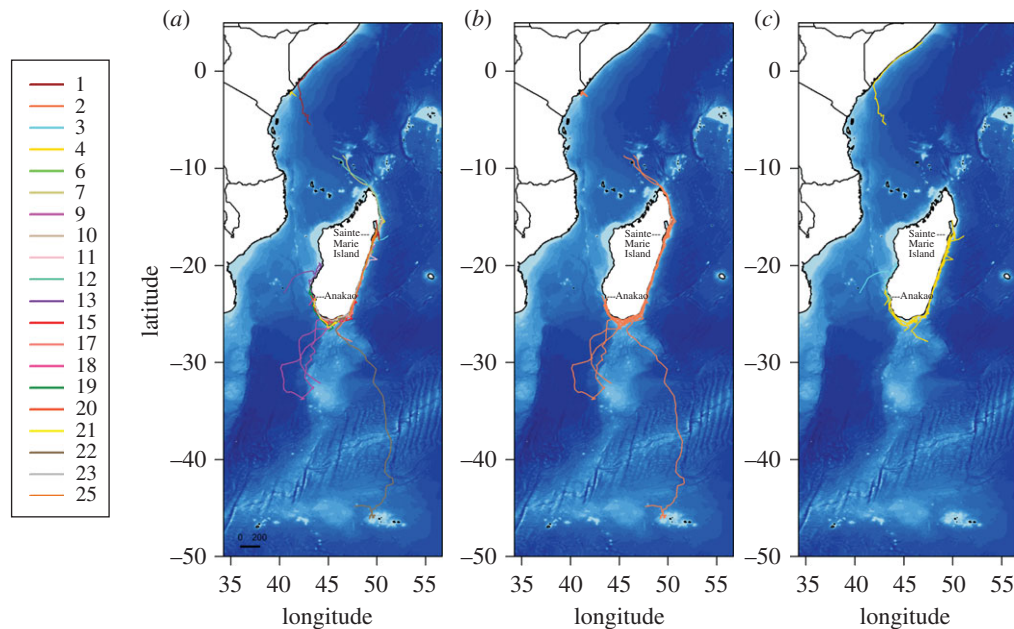 (a) (b) (c)
1
2
3
4
6
7
9
10
11
12
13
15
17
18
19
20
21
22
23
25
latitude
0
–10
–20
–30
–40
–50
Sainte---
Marie
Island
---Anakao
0 200
35 40 45 50 55
longitude
0
–10
–20
–30
–40
–50
Sainte---
Marie
Island
---Anakao
35 40 45 50 55
longitude
0
–10
–20
–30
–40
–50
Sainte---
Marie
Island
---Anakao
35 40 45 50 55
longitude